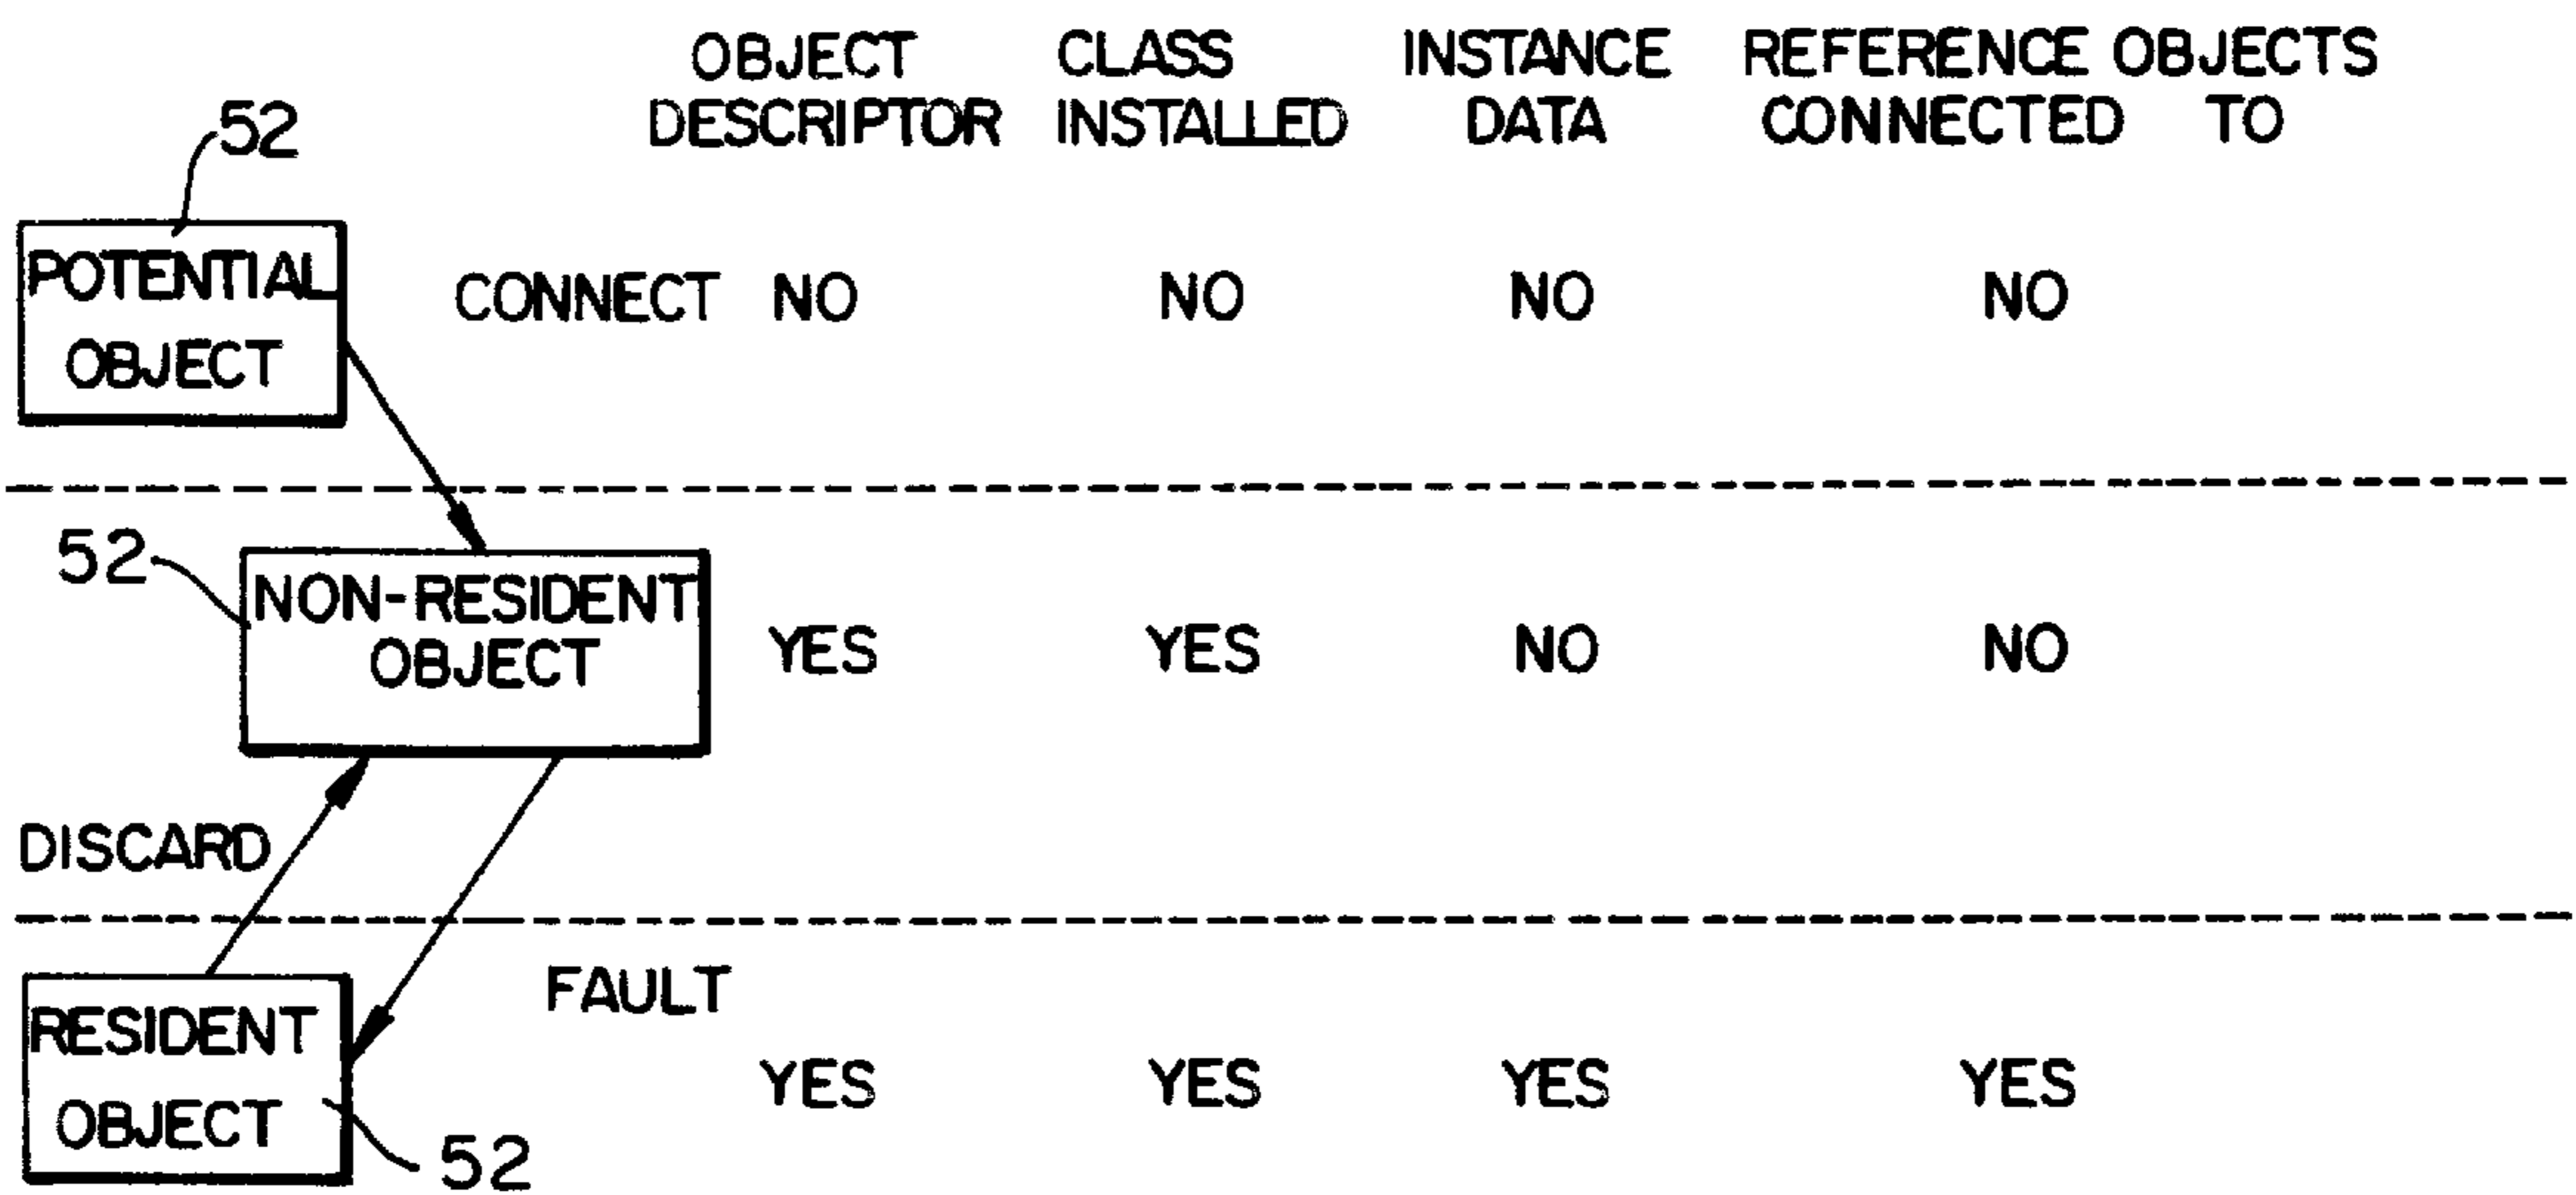 OBJECT DESCRIPTOR
CLASS INSTALLED
INSTANCE DATA
REFERENCE OBJECTS CONNECTED TO
52
POTENTIAL
OBJECT
CONNECT NO NO NO NO
52
NON-RESIDENT
OBJECT
YES YES NO NO
DISCARD
FAULT
RESIDENT
OBJECT
52
YES YES YES YES